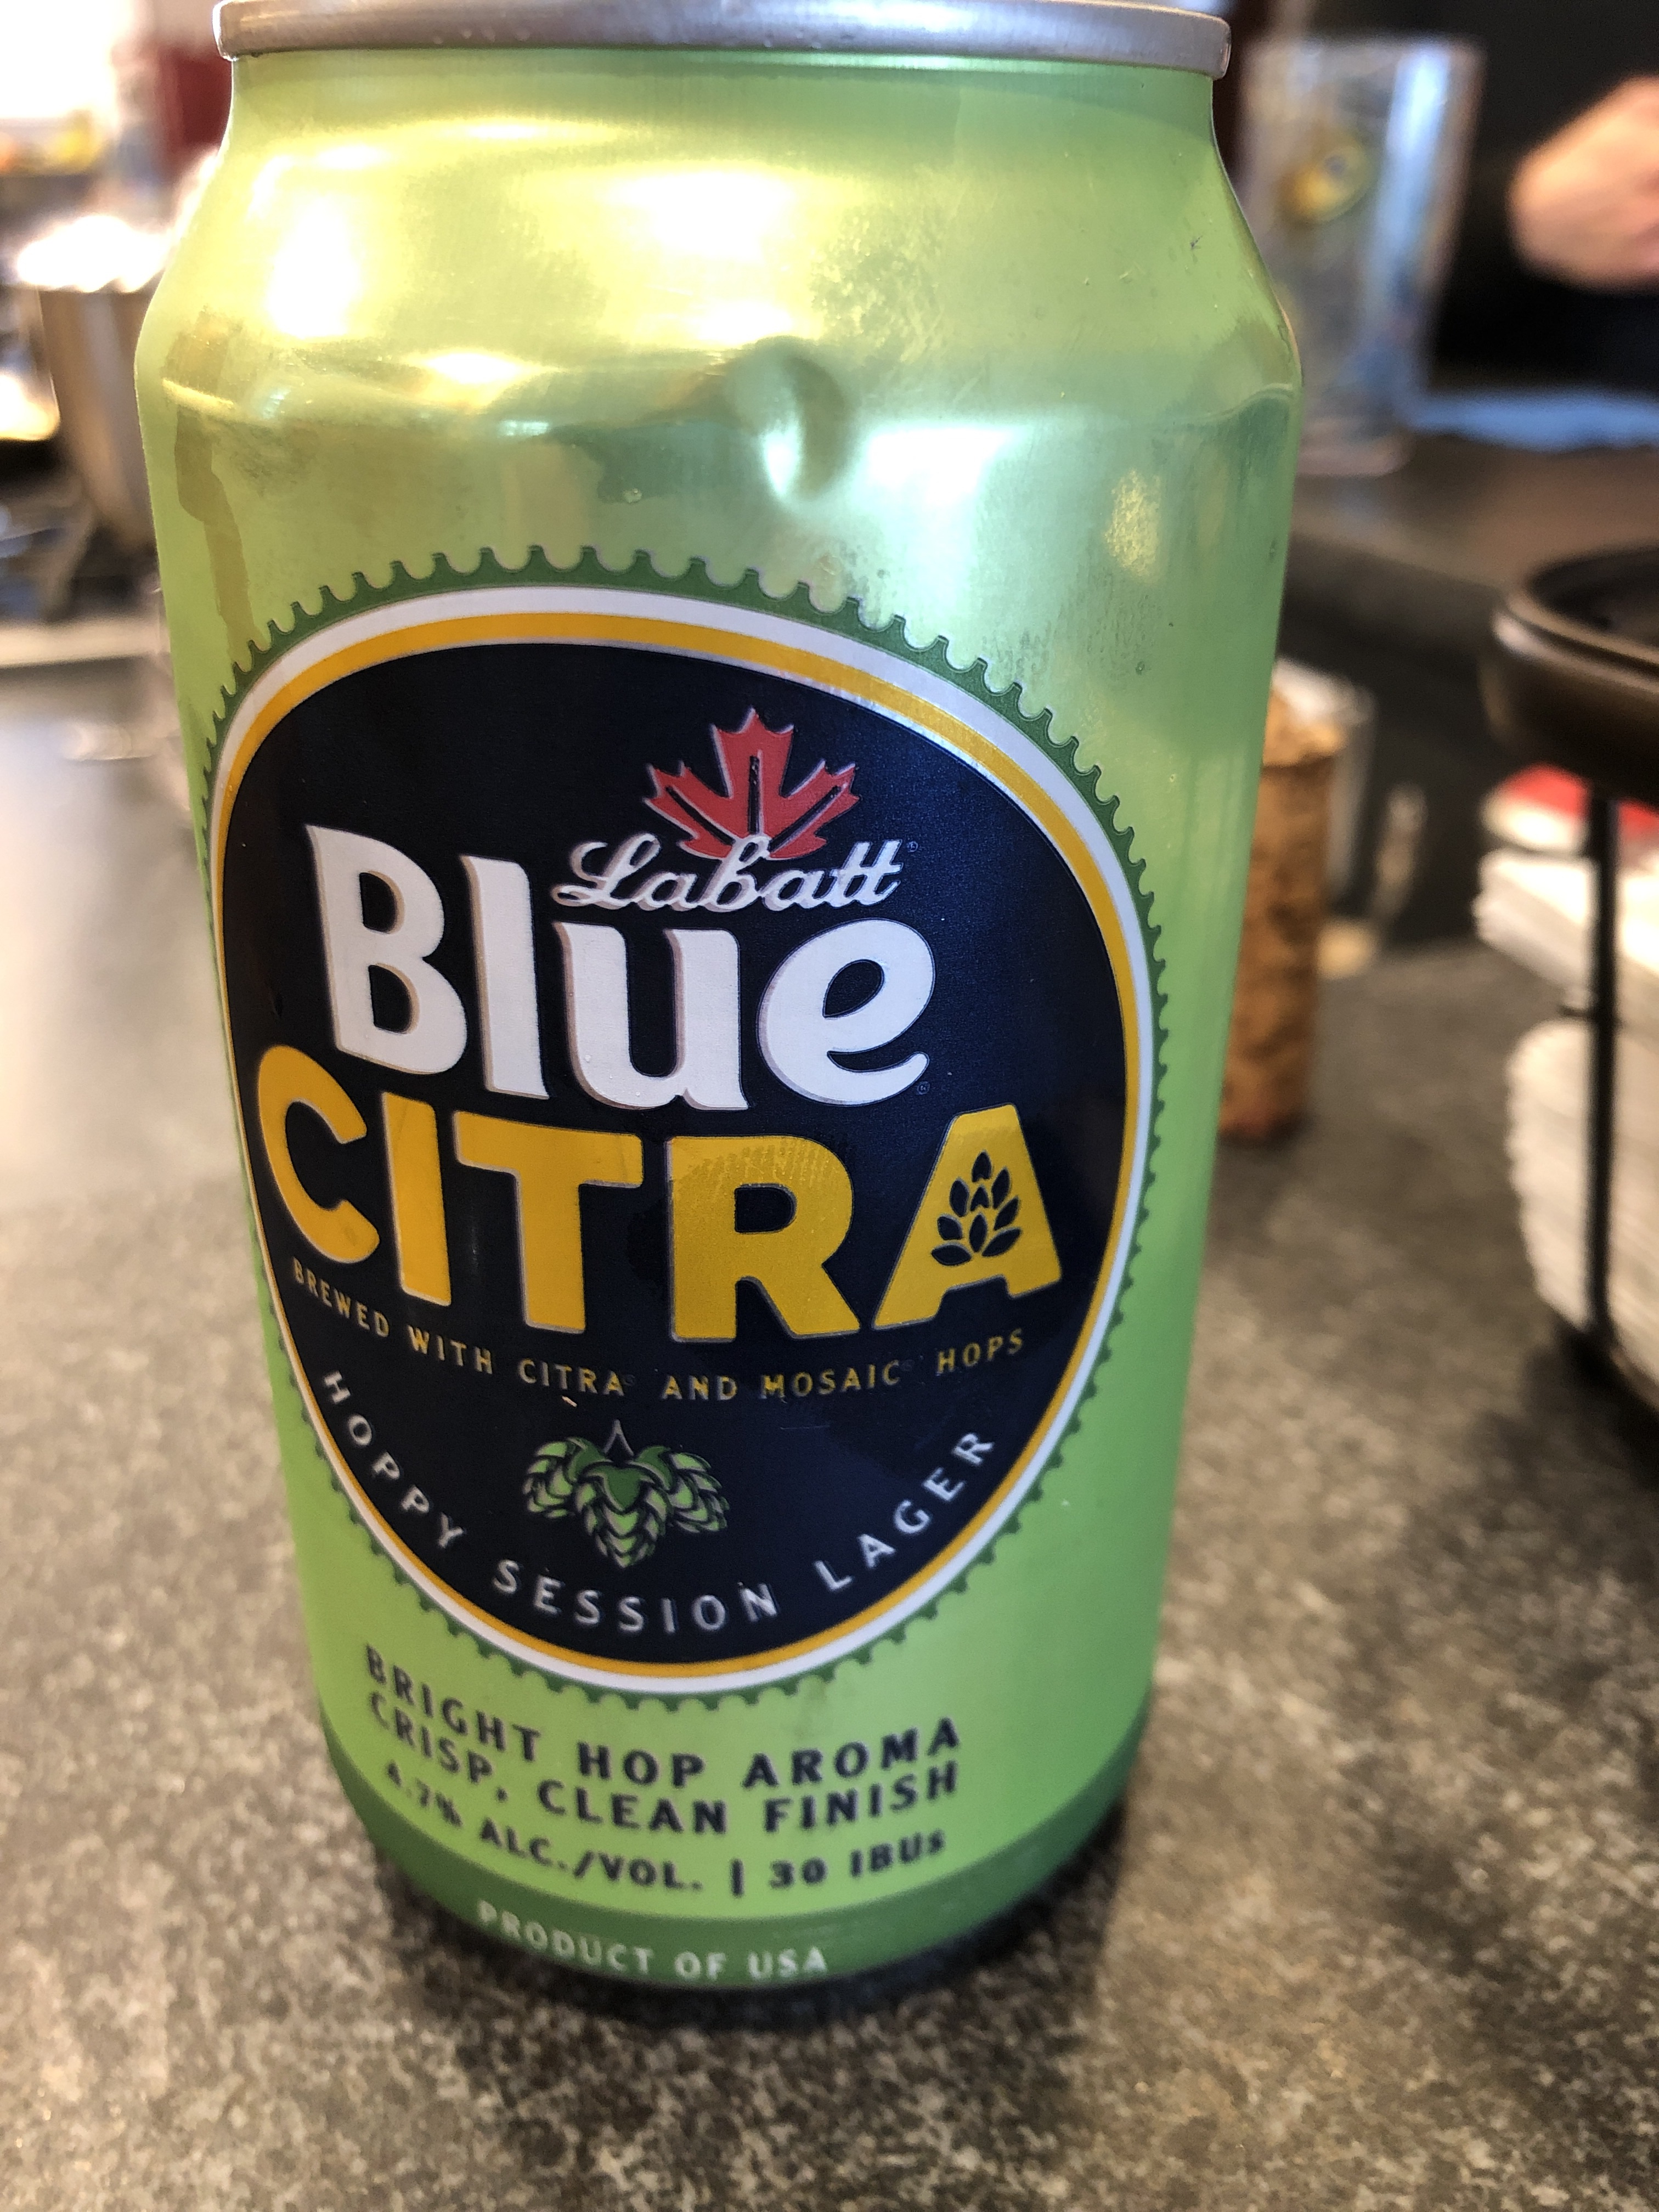 Labatt
Blue
CITRA
BREWED WITH CITRA® AND MOSAIC® HOPS
HOPPY SESSION LAGER
BRIGHT HOP AROMA
CRISP, CLEAN FINISH
4.7% ALC./VOL. | 30 IBUs
PRODUCT OF USA